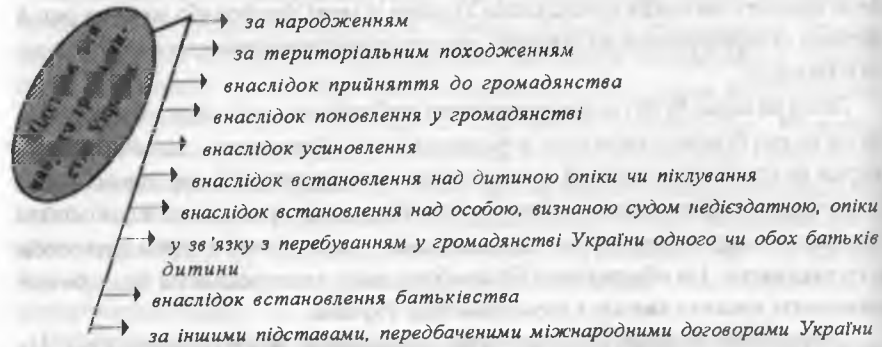 за народженням
за територіальним походженням
внаслідок прийняття до громадянства
внаслідок поновлення у громадянстві
внаслідок усиновлення
внаслідок встановлення над дитиною опіки чи піклування
внаслідок встановлення над особою, визнаною судом недієздатною, опіки
у зв'язку з перебуванням у громадянстві України одного чи обох батьків
дитини
внаслідок встановлення батьківства
за іншими підставами, передбаченими міжнародними договорами України